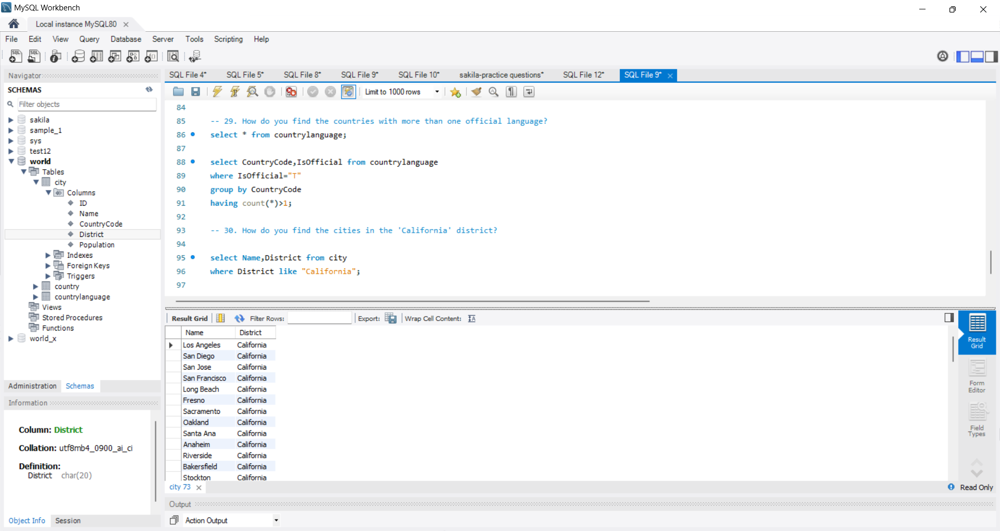 MySQL Workbench
Local instance MySQL80
File Edit View Query Database Server Tools Scripting Help
Navigator
SCHEMAS
Filter objects
sakila
sample_1
sys
test12
world
Tables
city
Columns
ID
Name
CountryCode
District
Population
Indexes
Foreign Keys
Triggers
country
countrylanguage
Views
Stored Procedures
Functions
world_x
Administration Schemas
Information
Column: District
Collation: utf8mb4_0900_ai_ci
Definition:
District char(20)
Object Info Session
SQL File 4* SQL File 5* SQL File 8* SQL File 9* SQL File 10* sakila-practice questions* SQL File 12* SQL File 9*
Limit to 1000 rows
84
85 -- 29. How do you find the countries with more than one official language?
86 select * from countrylanguage;
87
88 select CountryCode,IsOfficial from countrylanguage
89 where IsOfficial="T"
90 group by CountryCode
91 having count(*)>1;
92
93 -- 30. How do you find the cities in the 'California' district?
94
95 select Name,District from city
96 where District like "California";
97
Result Grid Filter Rows: Export: Wrap Cell Content:
Name District
Los Angeles California
San Diego California
San Jose California
San Francisco California
Long Beach California
Fresno California
Sacramento California
Oakland California
Santa Ana California
Anaheim California
Riverside California
Bakersfield California
Stockton California
Result
Grid
Form
Editor
Field
Types
city 73
Read Only
Output
Action Output